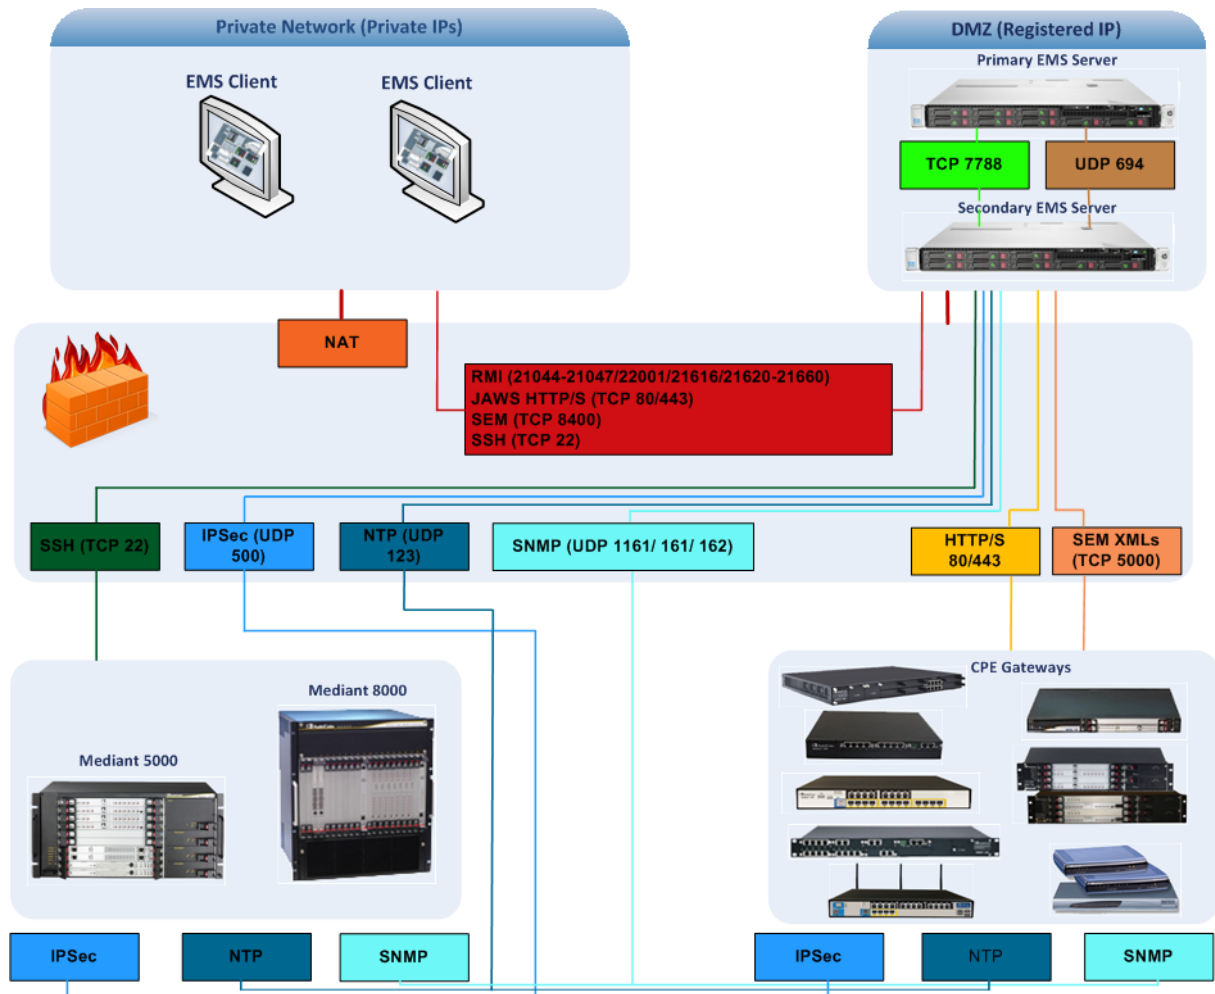 Private Network (Private IPs)
DMZ (Registered IP)
EMS Client
EMS Client
Primary EMS Server
TCP 7788
UDP 694
Secondary EMS Server
NAT
RMI (21044-21047/22001/21616/21620-21660)
JAWS HTTP/S (TCP 80/443)
SEM (TCP 8400)
SSH (TCP 22)
SSH (TCP 22)
IPSec (UDP
500)
NTP (UDP
123)
SNMP (UDP 1161/ 161/ 162)
HTTP/S
80/443
SEM XMLs
(TCP 5000)
Mediant 8000
Mediant 5000
CPE Gateways
IPSec
NTP
SNMP
IPSec
NTP
SNMP